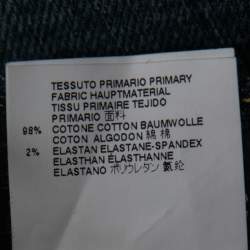 TESSUTO PRIMARIO PRIMARY
FABRIC HAUPTMATERIAL
TISSU PRIMAIRE TEJIDO
PRIMARIO 面料
98% COTONE COTTON BAUMWOLLE
COTON ALGODON 綿 棉
2% ELASTAN ELASTANE-SPANDEX
ELASTHAN ÉLASTHANNE
ELASTANO ポリウレタン 氨纶